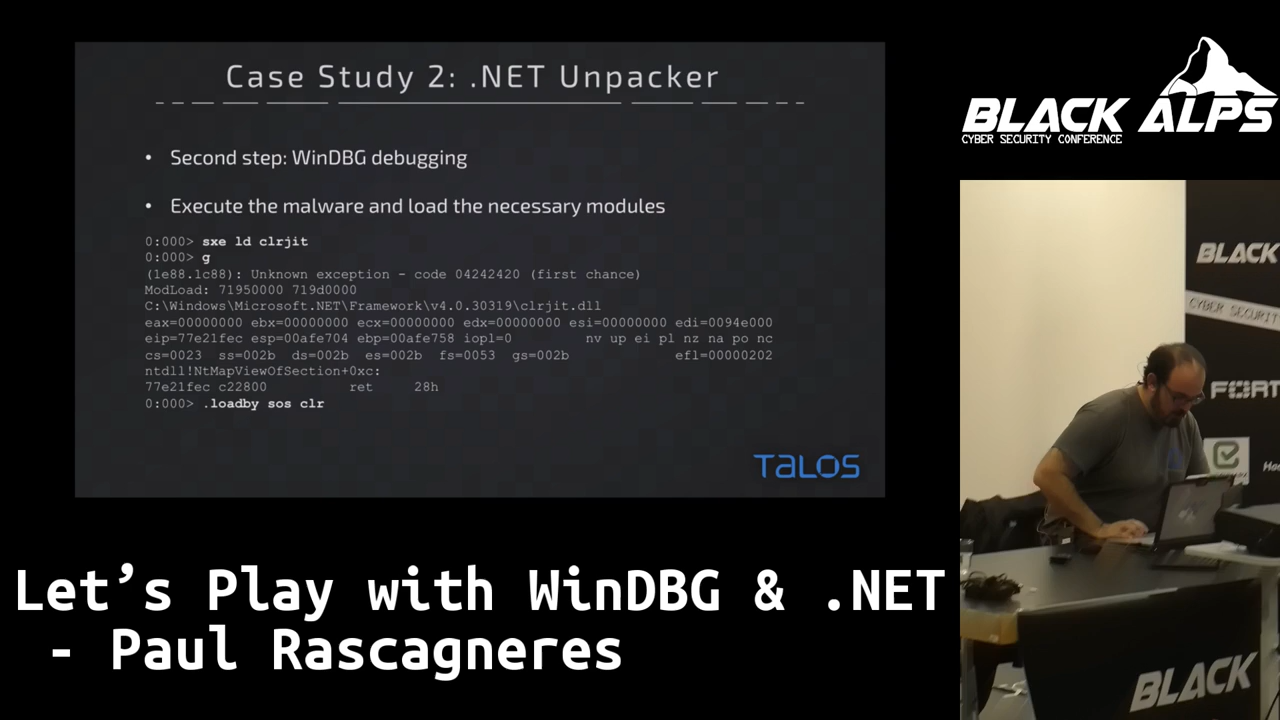 Case Study 2: .NET Unpacker
• Second step: WinDBG debugging
• Execute the malware and load the necessary modules
0:000> sxe ld clrjit
0:000> g
(1e88.1c88): Unknown exception - code 04242420 (first chance)
ModLoad: 71950000 719d0000
C:\Windows\Microsoft.NET\Framework\v4.0.30319\clrjit.dll
eax=00000000 ebx=00000000 ecx=00000000 edx=00000000 esi=00000000 edi=0094e000
eip=77e21fec esp=00afe704 ebp=00afe758 iopl=0 nv up ei pl nz na po nc
cs=0023 ss=002b ds=002b es=002b fs=0053 gs=002b efl=00000202
ntdll!NtMapViewOfSection+0xc:
77e21fec c22800 ret 28h
0:000> .loadby sos clr
TALOS
BLACK ALPS
CYBER SECURITY CONFERENCE
BLACK
CYBER SECURIT
FORT
BLACK
Let's Play with WinDBG & .NET
- Paul Rascagneres